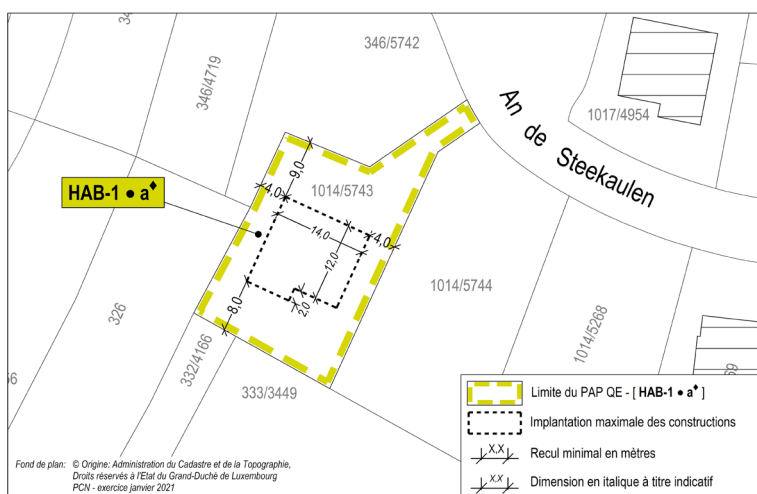 34
346/5742
346/4719
1017/4954
An de Steekaulen
HAB-1 • a♦
9,0
1014/5743
4,0
14,0
4,0
12,0
2,0
8,0
1014/5744
326
332/4166
333/3449
1014/5268
69
66
Limite du PAP QE - [ HAB-1 • a♦ ]
Implantation maximale des constructions
X,X Recul minimal en mètres
X,X Dimension en italique à titre indicatif
Fond de plan: © Origine: Administration du Cadastre et de la Topographie,
Droits réservés à l'Etat du Grand-Duché de Luxembourg
PCN - exercice janvier 2021